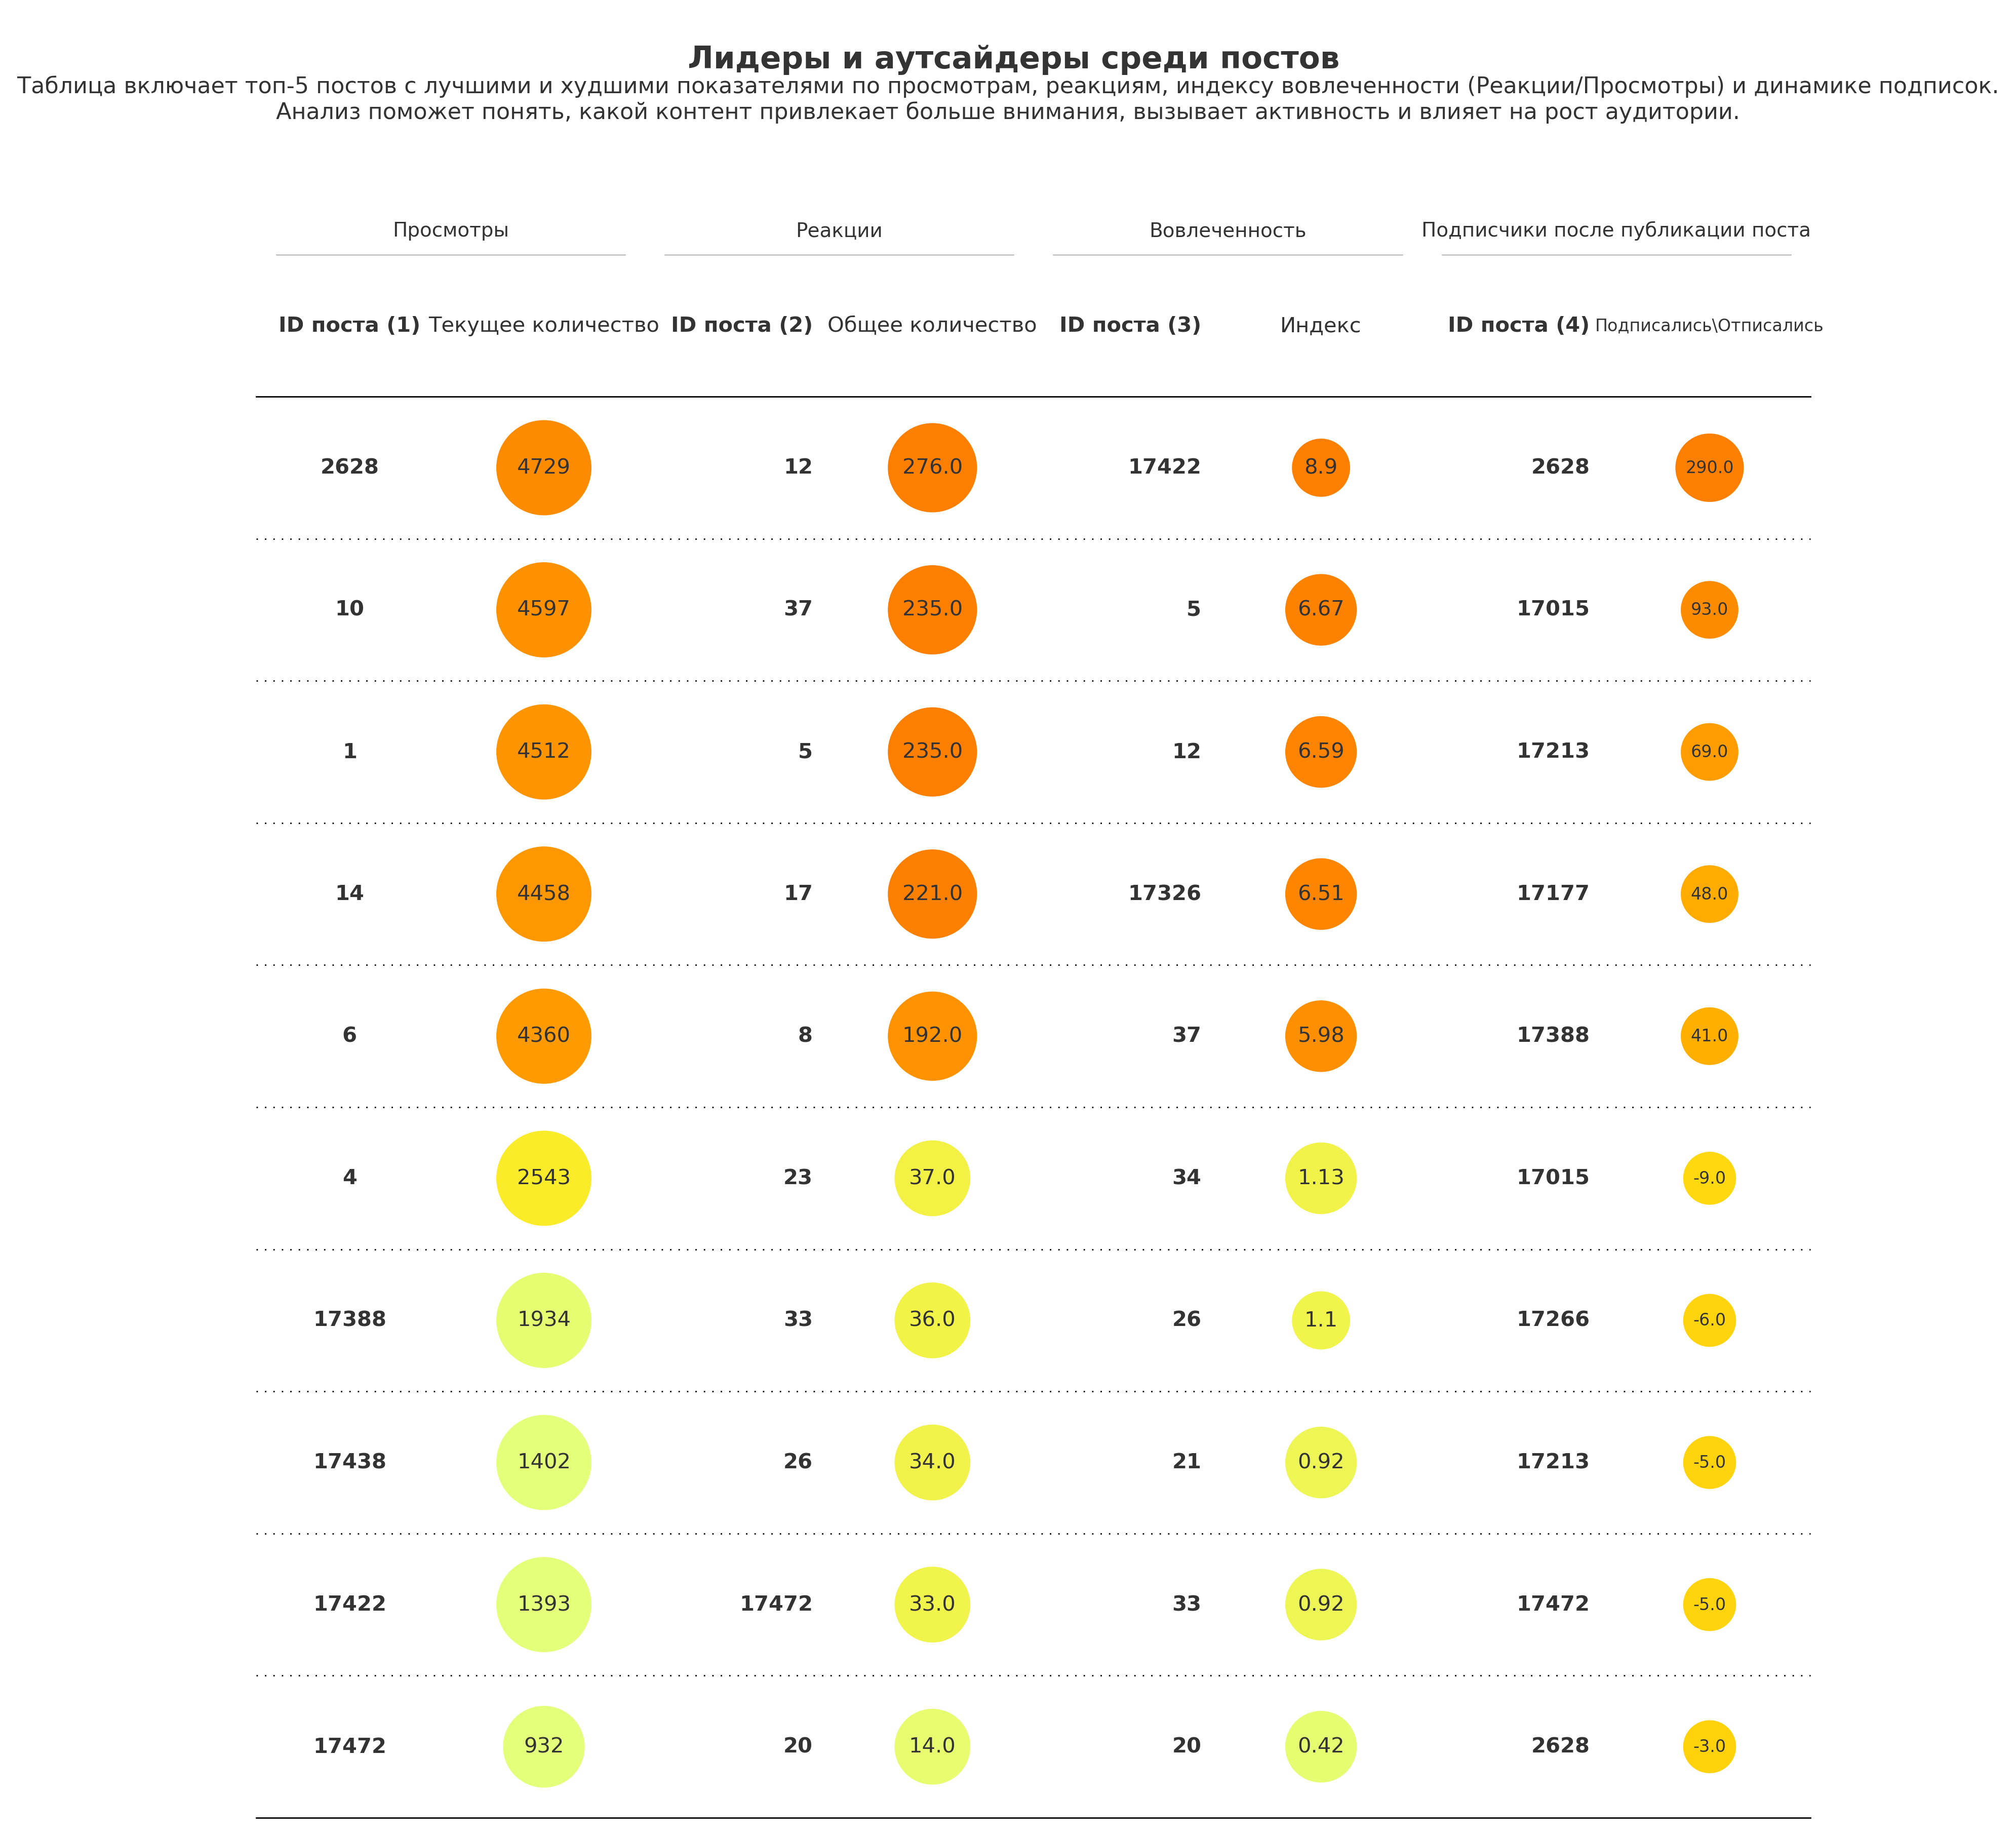 Лидеры и аутсайдеры среди постов
Таблица включает топ-5 постов с лучшими и худшими показателями по просмотрам, реакциям, индексу вовлеченности (Реакции/Просмотры) и динамике подписок.
Анализ поможет понять, какой контент привлекает больше внимания, вызывает активность и влияет на рост аудитории.
Просмотры Реакции Вовлеченность Подписчики после публикации поста
ID поста (1) Текущее количество ID поста (2) Общее количество ID поста (3) Индекс ID поста (4) Подписались\Отписались
2628 4729 12 276.0 17422 8.9 2628 290.0
10 4597 37 235.0 5 6.67 17015 93.0
1 4512 5 235.0 12 6.59 17213 69.0
14 4458 17 221.0 17326 6.51 17177 48.0
6 4360 8 192.0 37 5.98 17388 41.0
4 2543 23 37.0 34 1.13 17015 -9.0
17388 1934 33 36.0 26 1.1 17266 -6.0
17438 1402 26 34.0 21 0.92 17213 -5.0
17422 1393 17472 33.0 33 0.92 17472 -5.0
17472 932 20 14.0 20 0.42 2628 -3.0